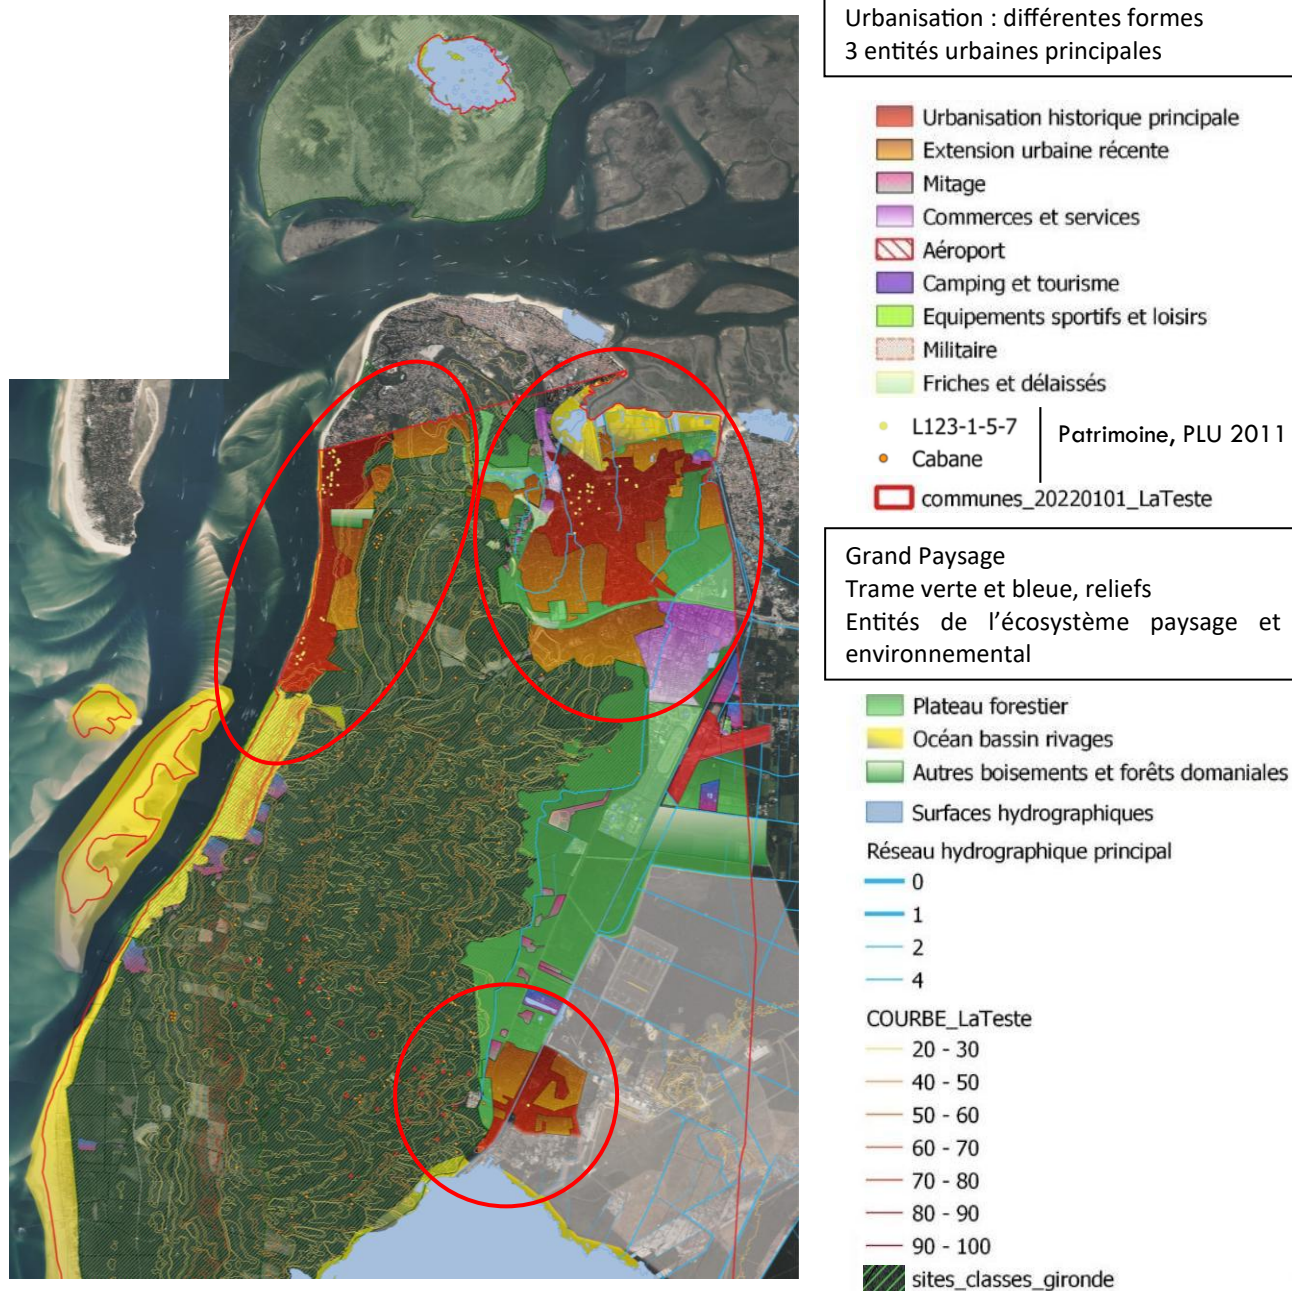 Urbanisation : différentes formes
3 entités urbaines principales
Urbanisation historique principale
Extension urbaine récente
Mitage
Commerces et services
Aéroport
Camping et tourisme
Equipements sportifs et loisirs
Militaire
Friches et délaissés
L123-1-5-7
Cabane
Patrimoine, PLU 2011
communes_20220101_LaTeste
Grand Paysage
Trame verte et bleue, reliefs
Entités de l'écosystème paysage et
environnemental
Plateau forestier
Océan bassin rivages
Autres boisements et forêts domaniales
Surfaces hydrographiques
Réseau hydrographique principal
0
1
2
4
COURBE_LaTeste
20 - 30
40 - 50
50 - 60
60 - 70
70 - 80
80 - 90
90 - 100
sites_classes_gironde